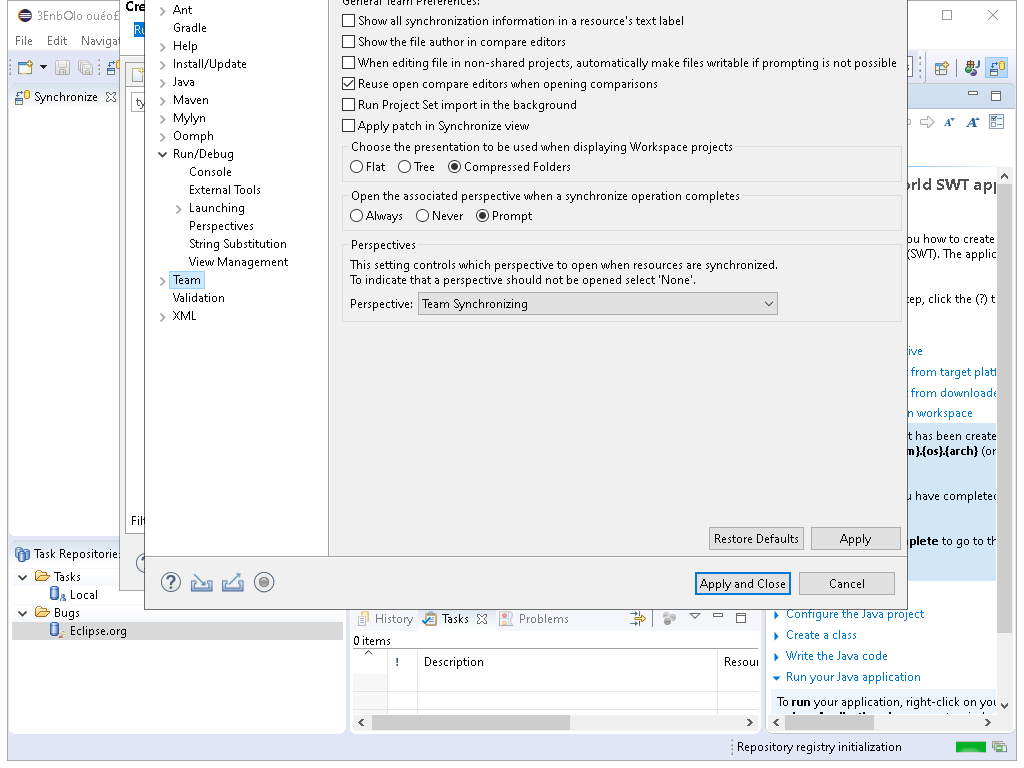 3EnbOlo
Cre
General Team Preferences:
File Edit Navigat
Synchronize
Ant
Gradle
Help
Install/Update
Java
Maven
Mylyn
Oomph
Run/Debug
Console
External Tools
Launching
Perspectives
String Substitution
View Management
Team
Validation
XML
Show all synchronization information in a resource's text label
Show the file author in compare editors
When editing file in non-shared projects, automatically make files writable if prompting is not possible
Reuse open compare editors when opening comparisons
Run Project Set import in the background
Apply patch in Synchronize view
Choose the presentation to be used when displaying Workspace projects
Flat Tree Compressed Folders
Open the associated perspective when a synchronize operation completes
Always Never Prompt
Perspectives
This setting controls which perspective to open when resources are synchronized.
To indicate that a perspective should not be opened select 'None'.
Perspective: Team Synchronizing
Restore Defaults Apply
Apply and Close Cancel
orld SWT app
ou how to create
(SWT). The applic
tep, click the (?) t
ive
from target platf
from downloade
n workspace
t has been create
m}.{os}.{arch} (or
u have completed
plete to go to th
Configure the Java project
Create a class
Write the Java code
Run your Java application
To run your application, right-click on you
Filt
Task Repositories
Tasks
Local
Bugs
Eclipse.org
History Tasks Problems
0 items
! Description Resour
Repository registry initialization